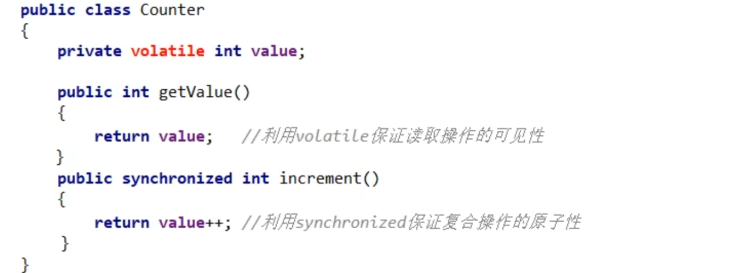 public class Counter
{
    private volatile int value;
    public int getValue()
    {
        return value;   //利用volatile保证读取操作的可见性
    }
    public synchronized int increment()
    {
        return value++; //利用synchronized保证复合操作的原子性
    }
}